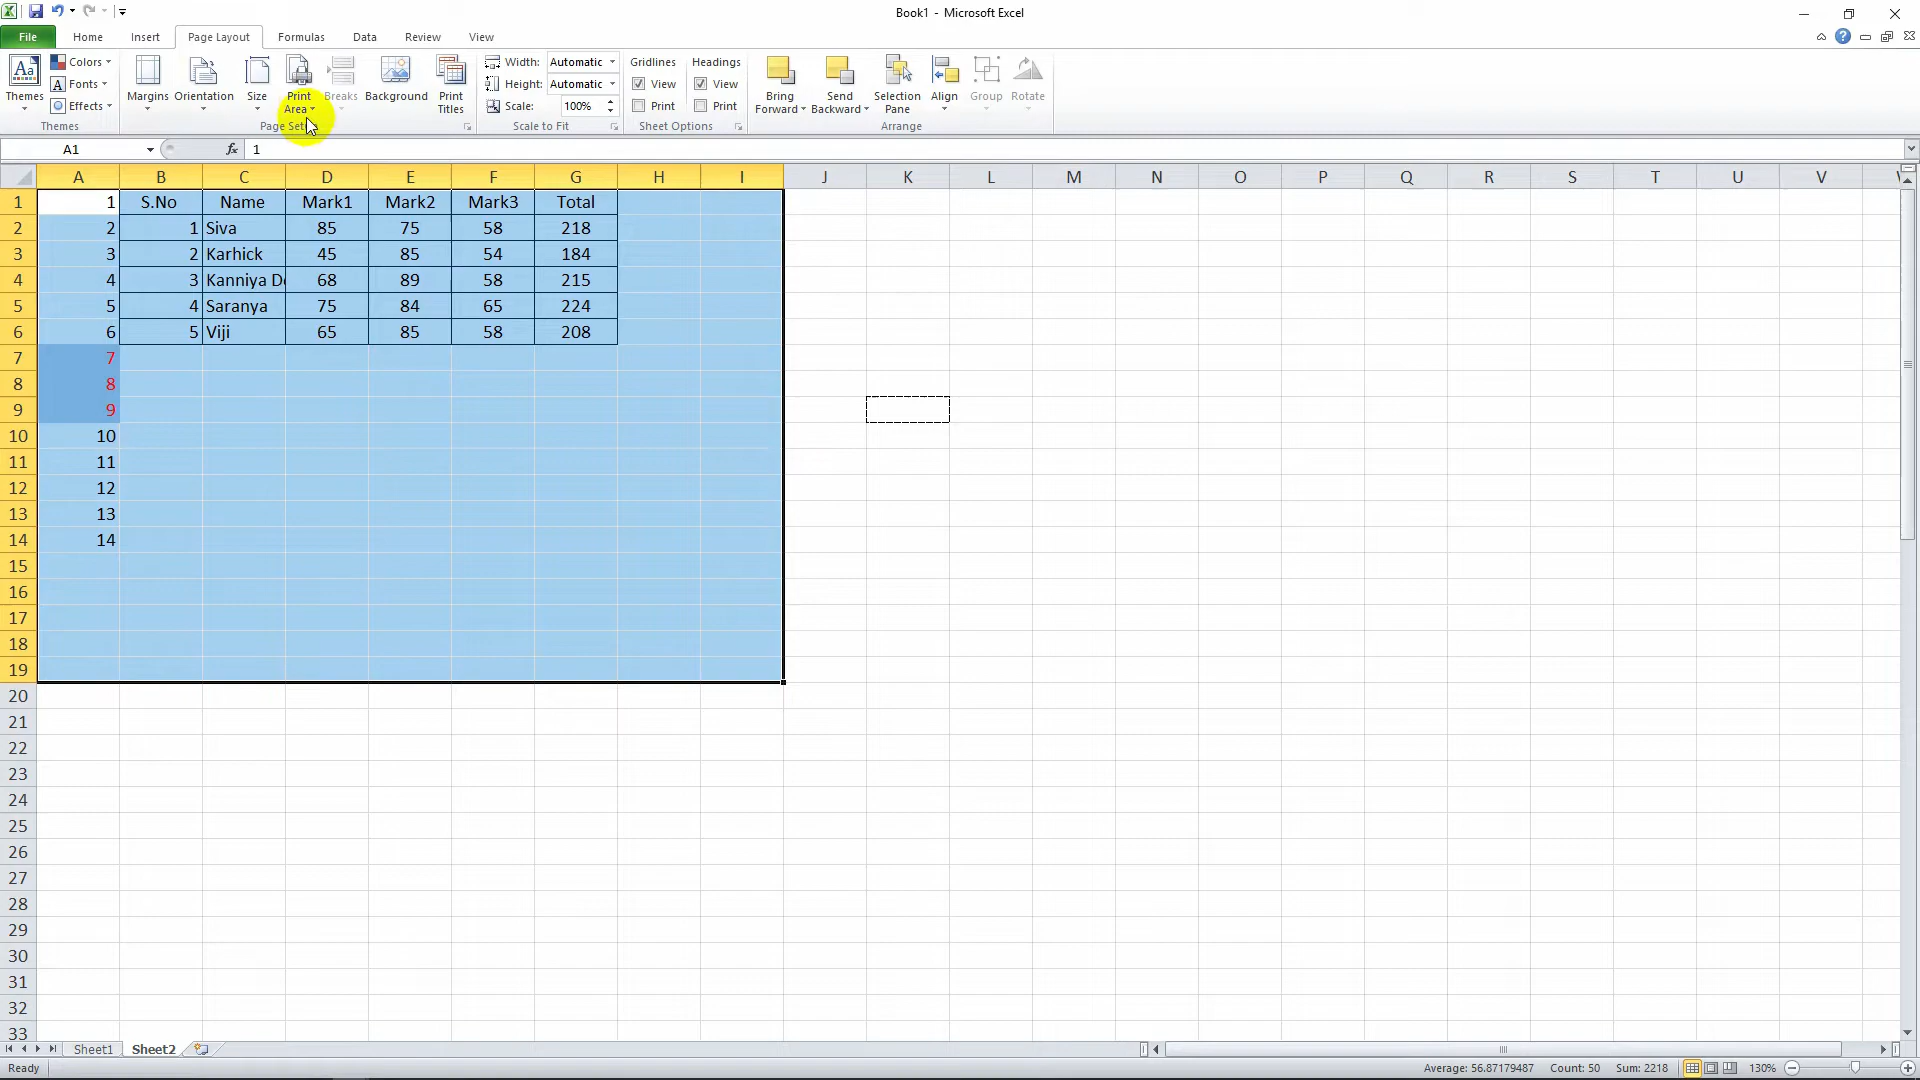 Book1 - Microsoft Excel
File Home Insert Page Layout Formulas Data Review View
Themes Colors Fonts Effects
Margins Orientation Size Print Area Breaks Background Print Titles
Width: Automatic
Height: Automatic
Scale: 100%
Gridlines View Print
Headings View Print
Bring Forward Send Backward Selection Pane Align Group Rotate
Themes Scale to Fit Sheet Options Arrange
A1 fx 1
A B C D E F G H I J K L M N O P Q R S T U V
1 1 S.No Name Mark1 Mark2 Mark3 Total
2 2 1 Siva 85 75 58 218
3 3 2 Karhick 45 85 54 184
4 4 3 Kanniya 68 89 58 215
5 5 4 Saranya 75 84 65 224
6 6 5 Viji 65 85 58 208
7 7
8 8
9 9
10 10
11 11
12 12
13 13
14 14
15
16
17
18
19
20
21
22
23
24
25
26
27
28
29
30
31
32
33
Sheet1 Sheet2
Ready Average: 56.87179487 Count: 50 Sum: 2218 130%